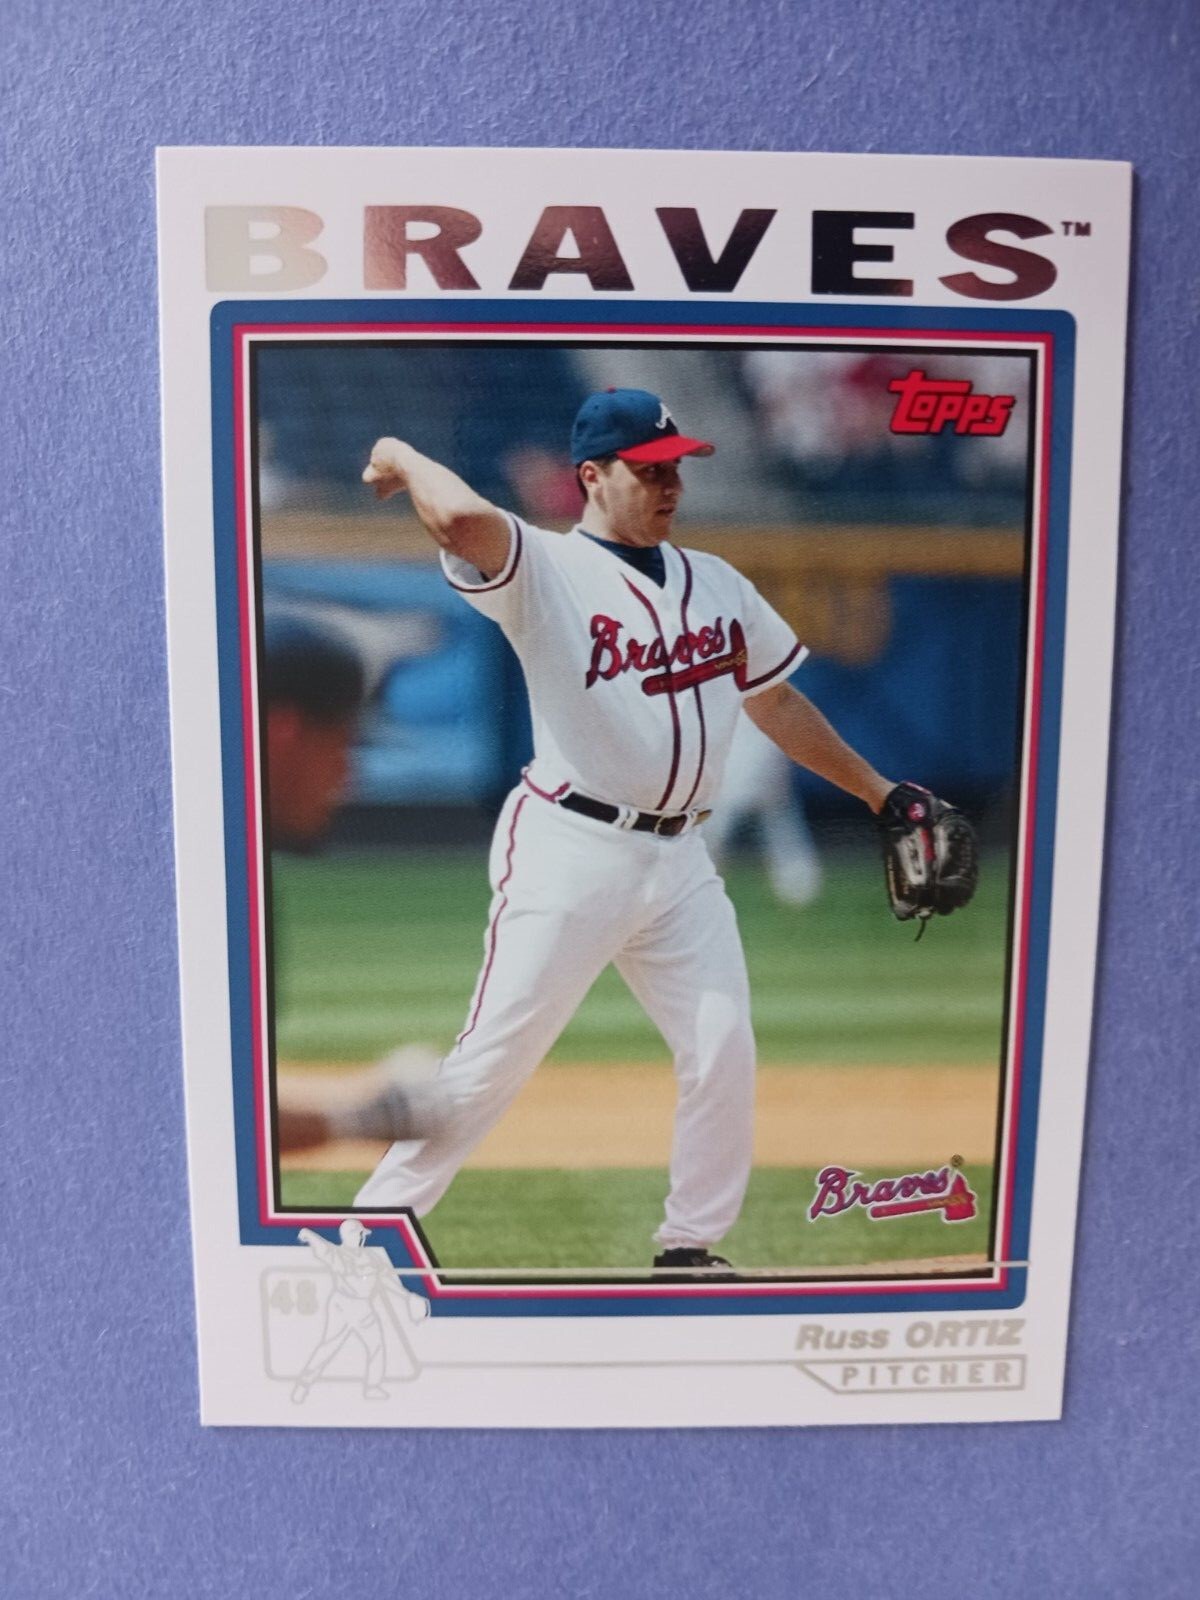 BRAVES™
TOPPS
Braves
Braves®
48
Russ ORTIZ
PITCHER